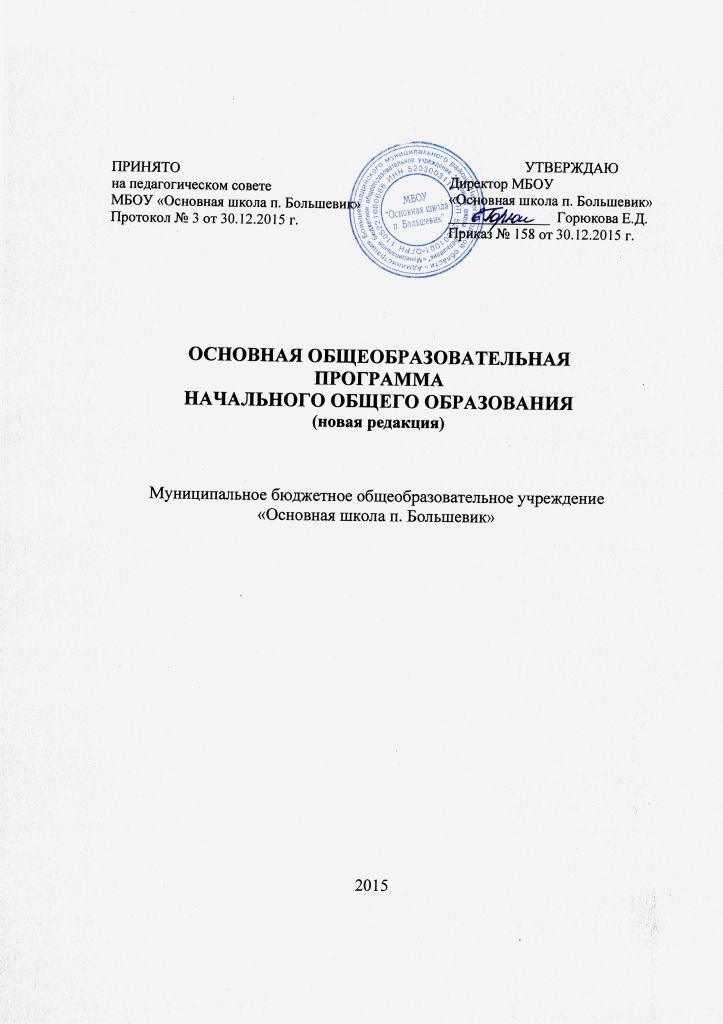 ПРИНЯТО
на педагогическом совете
МБОУ «Основная школа п. Большевик»
Протокол № 3 от 30.12.2015 г.
УТВЕРЖДАЮ
Директор МБОУ
«Основная школа п. Большевик»
Горюкова Е.Д.
Приказ № 158 от 30.12.2015 г.
МБОУ
"Основная школа
п. Большевик"
ОСНОВНАЯ ОБЩЕОБРАЗОВАТЕЛЬНАЯ
ПРОГРАММА
НАЧАЛЬНОГО ОБЩЕГО ОБРАЗОВАНИЯ
(новая редакция)
Муниципальное бюджетное общеобразовательное учреждение
«Основная школа п. Большевик»
2015